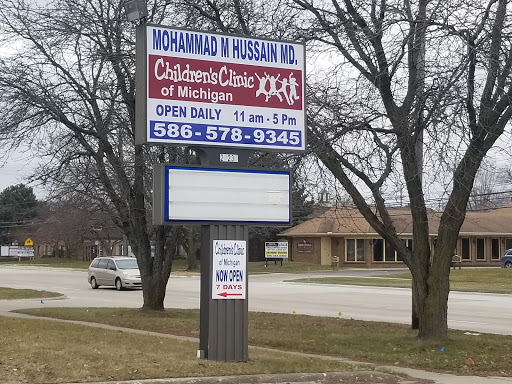 MOHAMMAD M HUSSAIN MD.
Children's Clinic
of Michigan
OPEN DAILY 11 am - 5 Pm
586-578-9345
Children's Clinic
of Michigan
NOW OPEN
7 DAYS